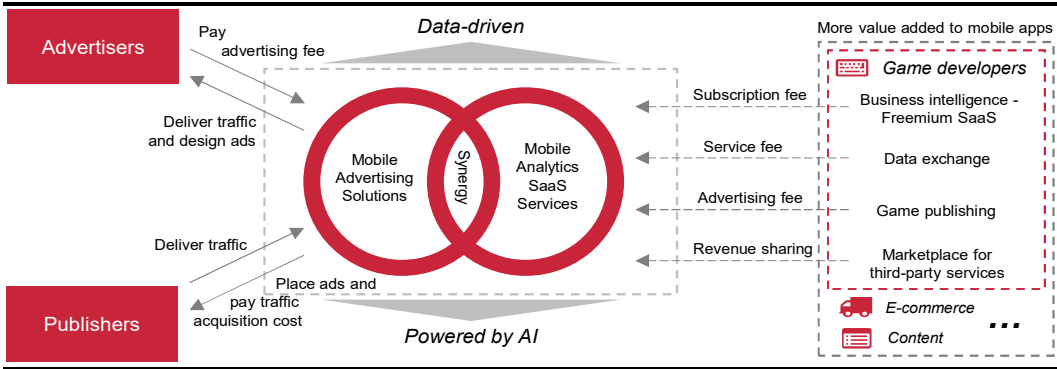 Advertisers
Pay
advertising fee
Deliver traffic
and design ads
Deliver traffic
Place ads and
pay traffic
acquisition cost
Publishers
Data-driven
Mobile
Advertising
Solutions
Synergy
Mobile
Analytics
SaaS
Services
Powered by AI
Subscription fee
Service fee
Advertising fee
Revenue sharing
More value added to mobile apps
Game developers
Business intelligence -
Freemium SaaS
Data exchange
Game publishing
Marketplace for
third-party services
E-commerce
Content
...